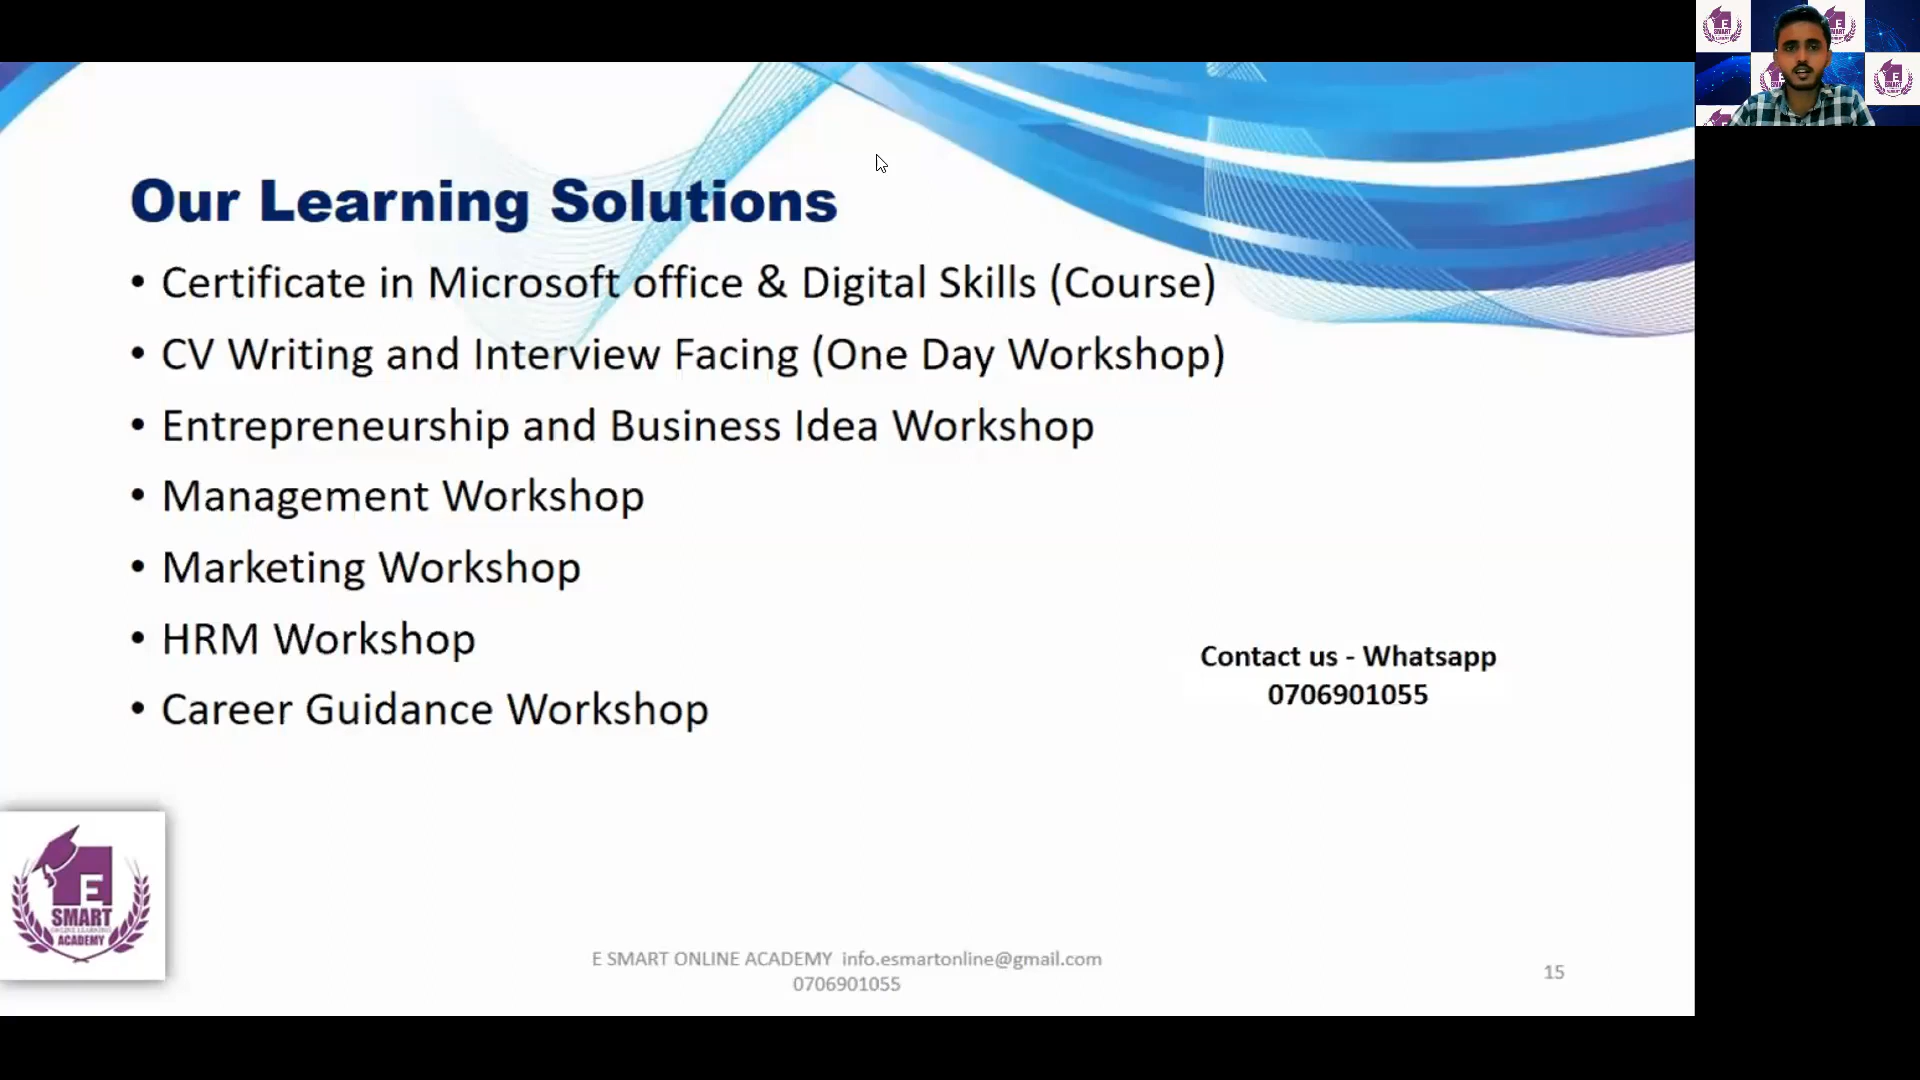 Our Learning Solutions
• Certificate in Microsoft office & Digital Skills (Course)
• CV Writing and Interview Facing (One Day Workshop)
• Entrepreneurship and Business Idea Workshop
• Management Workshop
• Marketing Workshop
• HRM Workshop
• Career Guidance Workshop
Contact us - Whatsapp
0706901055
E
SMART
ONLINE LEARNING
ACADEMY
E SMART ONLINE ACADEMY info.esmartonline@gmail.com
0706901055
15